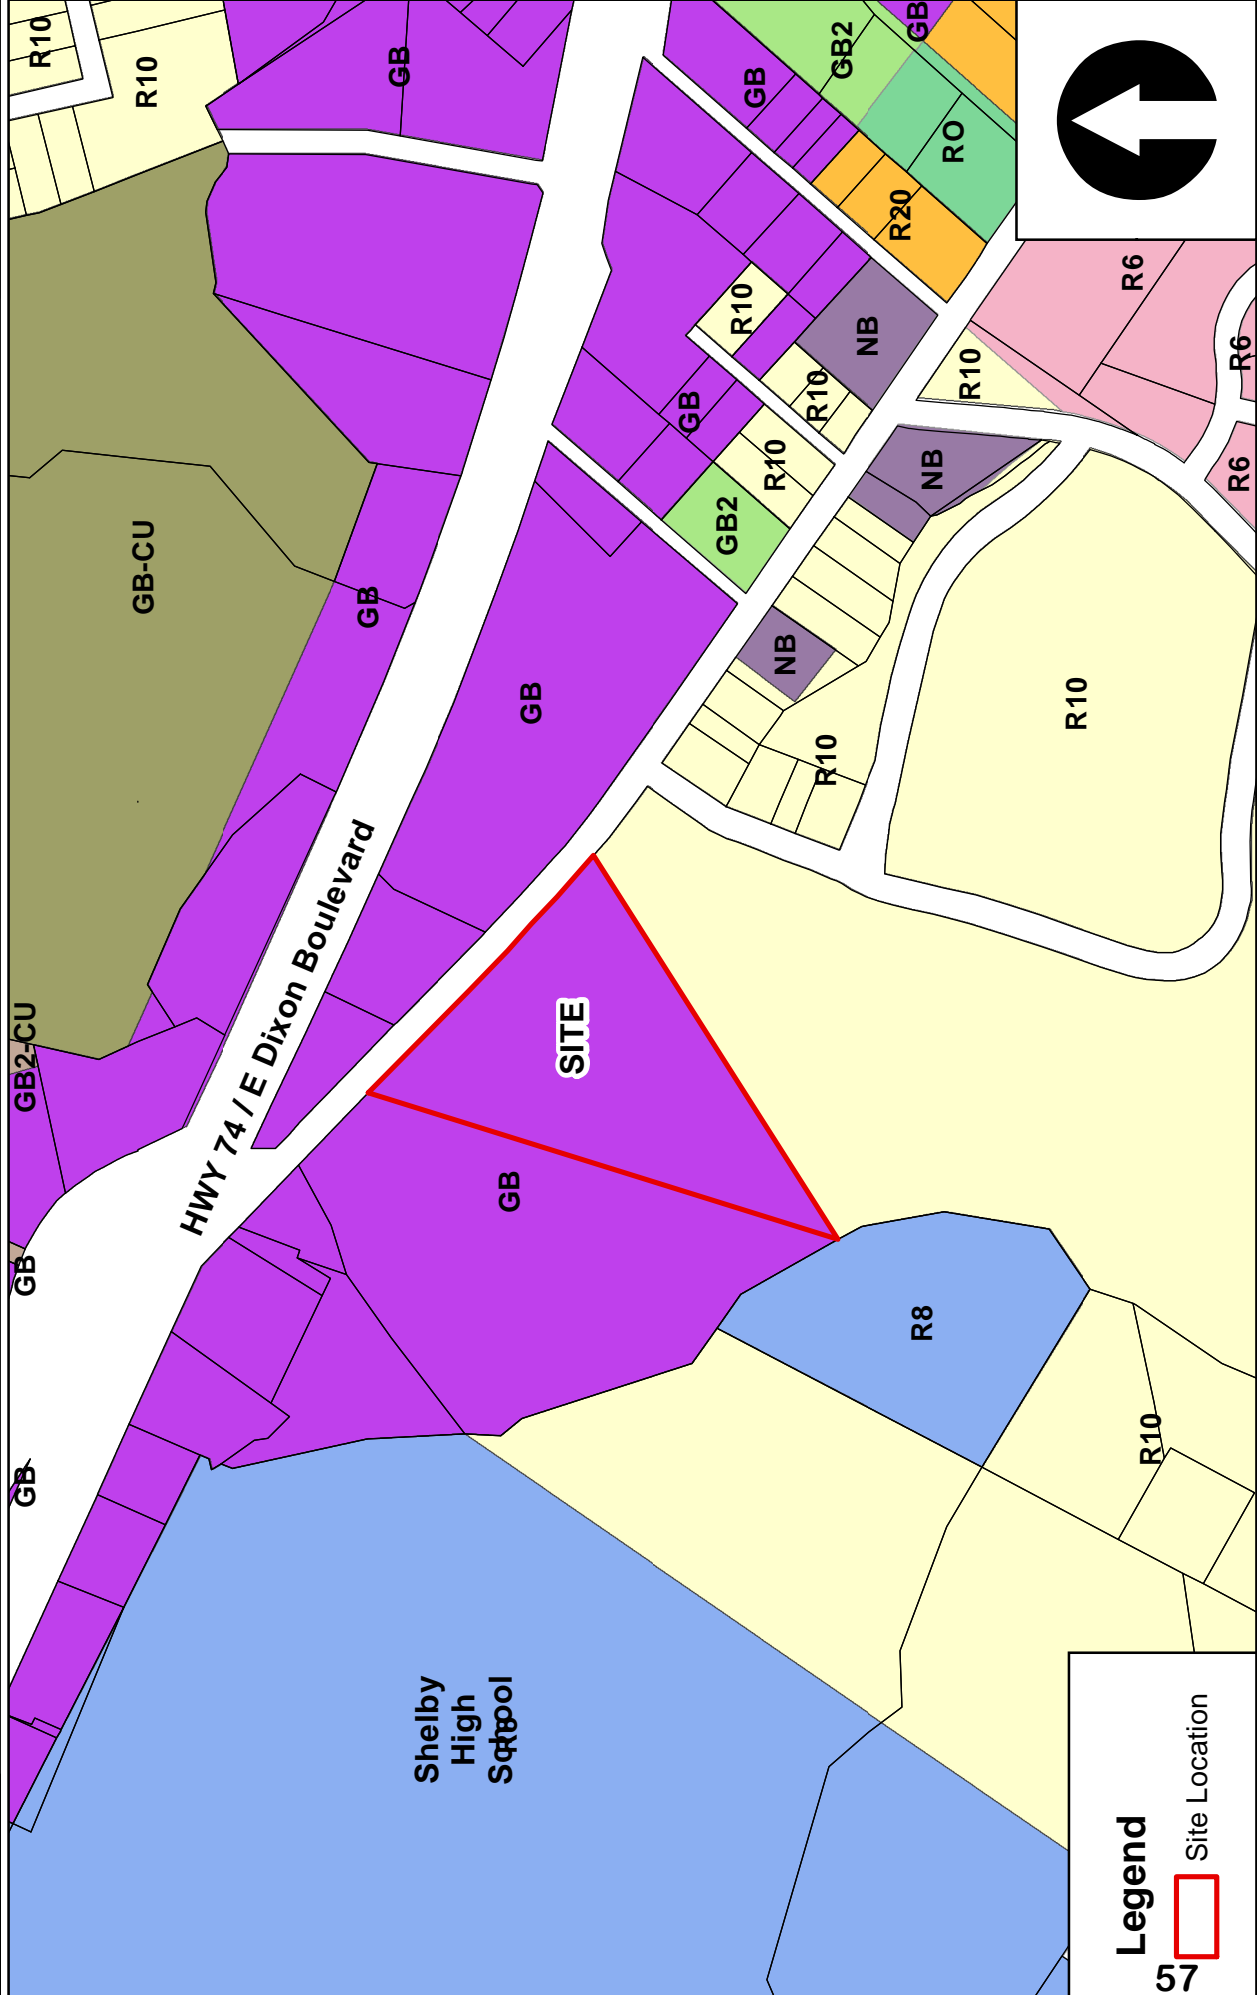 GB
GB
GB2-CU
R10
GB-CU
R10
HWY 74 / E Dixon Boulevard
GB
GB
Shelby
High
School
R8
GB
GB
SITE
GB
GB2
R10
GB
R10
NB
R10
R10
GB2
NB
R20
GB
R8
NB
RO
R10
R10
R6
R10
R6
R6
Legend
Site Location
57